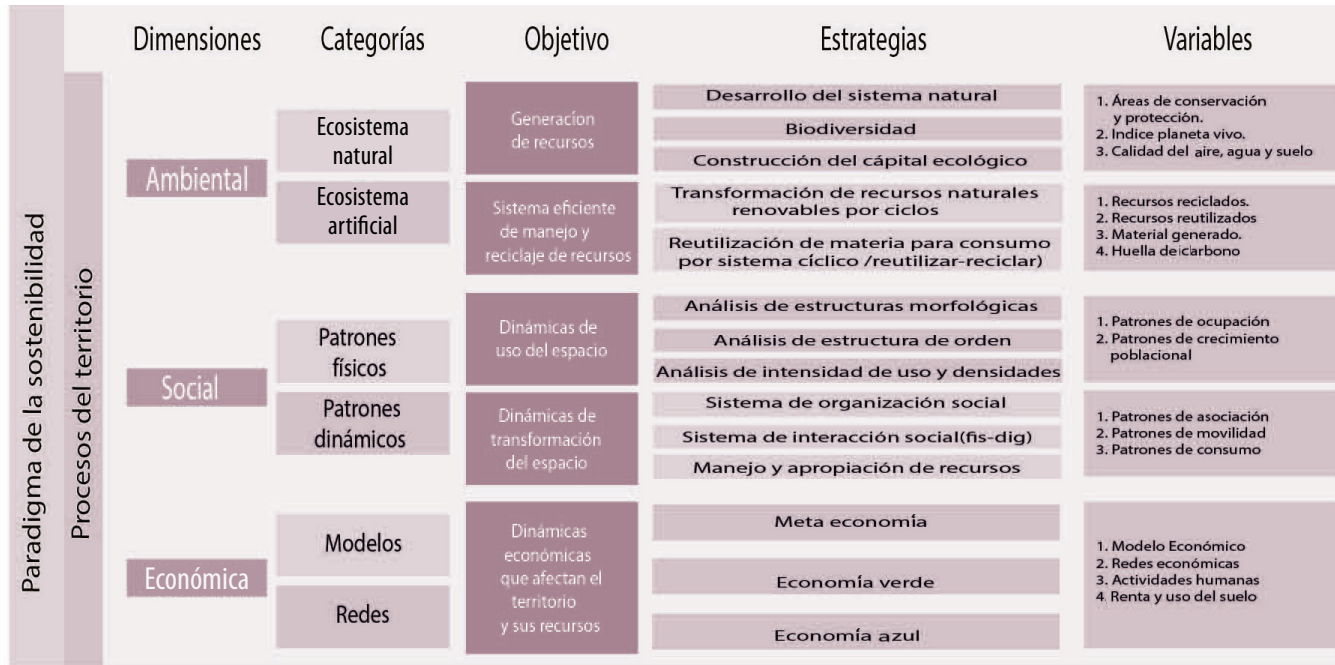 Paradigma de la sostenibilidad
Procesos del territorio
Dimensiones
Categorías
Objetivo
Estrategias
Variables
Ambiental
Ecosistema
natural
Generacíon
de recursos
Desarrollo del sistema natural
Biodiversidad
Construcción del cápital ecológico
1. Áreas de conservación
y protección.
2. Indice planeta vivo.
3. Calidad del aire, agua y suelo
Ecosistema
artificial
Sistema eficiente
de manejo y
reciclaje de recursos
Transformación de recursos naturales
renovables por ciclos
Reutilización de materia para consumo
por sistema cíclico /reutilizar-reciclar)
1. Recursos reciclados.
2. Recursos reutilizados
3. Material generado.
4. Huella deicarbono
Social
Patrones
físicos
Dinámicas de
uso del espacio
Análisis de estructuras morfológicas
Análisis de estructura de orden
Análisis de intensidad de uso y densidades
1. Patrones de ocupación
2. Patrones de crecimiento
poblacional
Patrones
dinámicos
Dinámicas de
transformación
del espacio
Sistema de organización social
Sistema de interacción social(fis-dig)
Manejo y apropiación de recursos
1. Patrones de asociación
2. Patrones de movilidad
3. Patrones de consumo
Económica
Modelos
Redes
Dinámicas
económicas
que afectan el
territorio
y sus recursos
Meta economía
Economía verde
Economía azul
1. Modelo Económico
2. Redes económicas
3. Actividades humanas
4. Renta y uso del suelo